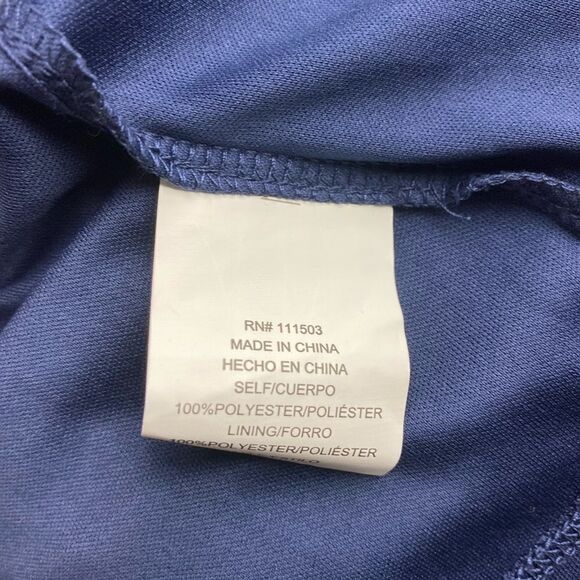 RN# 111503
MADE IN CHINA
HECHO EN CHINA
SELF/CUERPO
100%POLYESTER/POLIÉSTER
LINING/FORRO
100%POLYESTER/POLIÉSTER